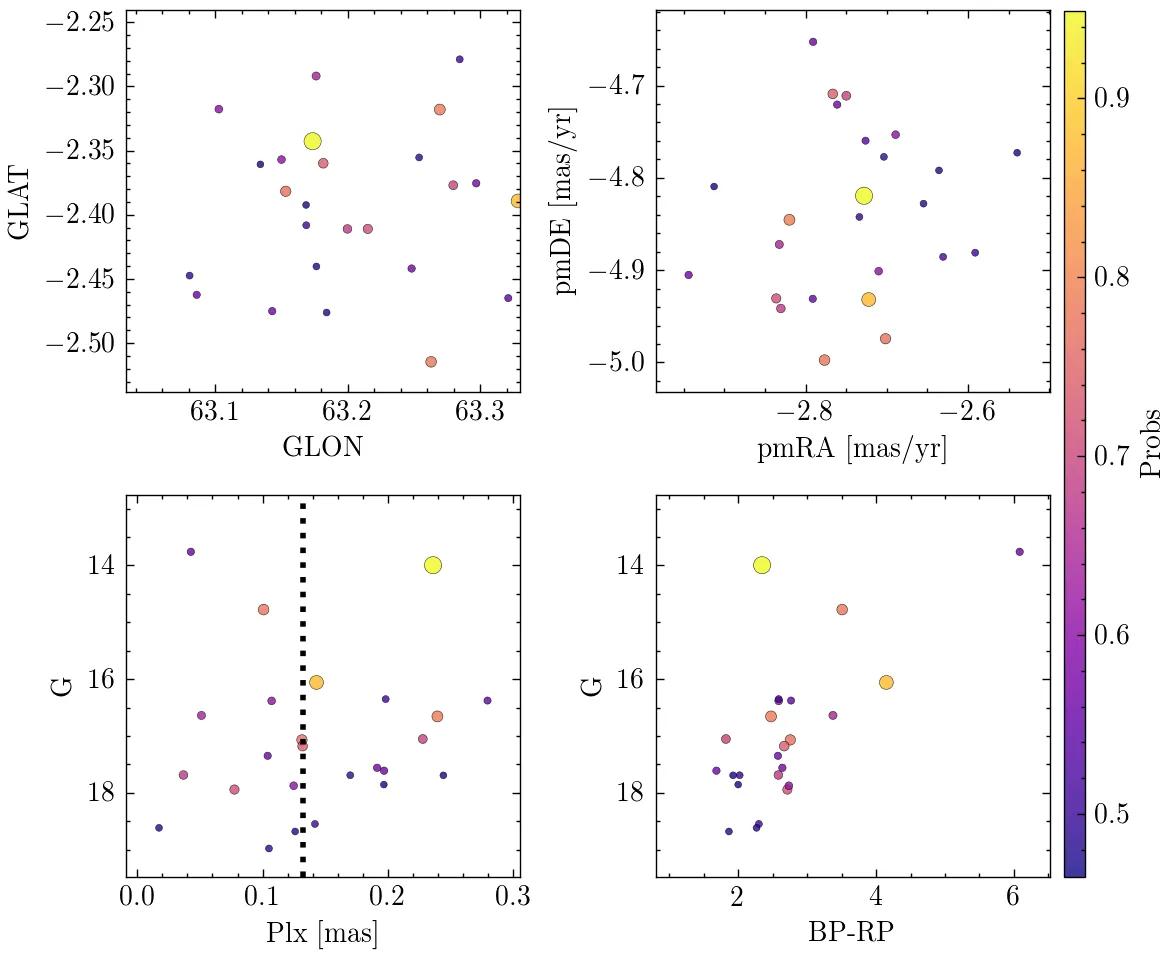 −2.25
−2.30
−2.35
−2.40
−2.45
−2.50
GLAT
63.1 63.2 63.3
GLON
−4.7
−4.8
−4.9
−5.0
pmDE [mas/yr]
−2.8 −2.6
pmRA [mas/yr]
14
16
18
G
0.0 0.1 0.2 0.3
Plx [mas]
14
16
18
G
2 4 6
BP-RP
0.9
0.8
0.7
0.6
0.5
Probs